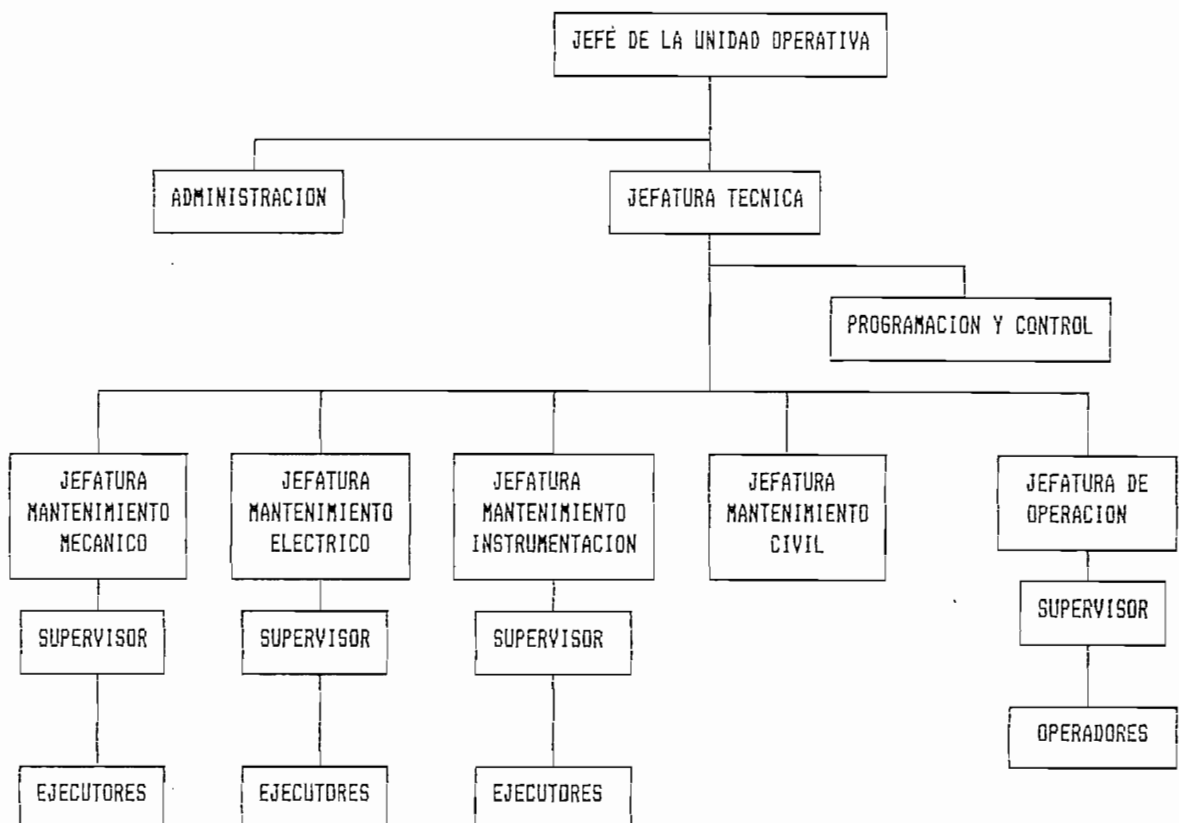 JEFE DE LA UNIDAD OPERATIVA
ADMINISTRACION
JEFATURA TECNICA
PROGRAMACION Y CONTROL
JEFATURA
MANTENIMIENTO
MECANICO
JEFATURA
MANTENIMIENTO
ELECTRICO
JEFATURA
MANTENIMIENTO
INSTRUMENTACION
JEFATURA
MANTENIMIENTO
CIVIL
JEFATURA DE
OPERACION
SUPERVISOR
SUPERVISOR
SUPERVISOR
SUPERVISOR
EJECUTORES
EJECUTORES
EJECUTORES
OPERADORES